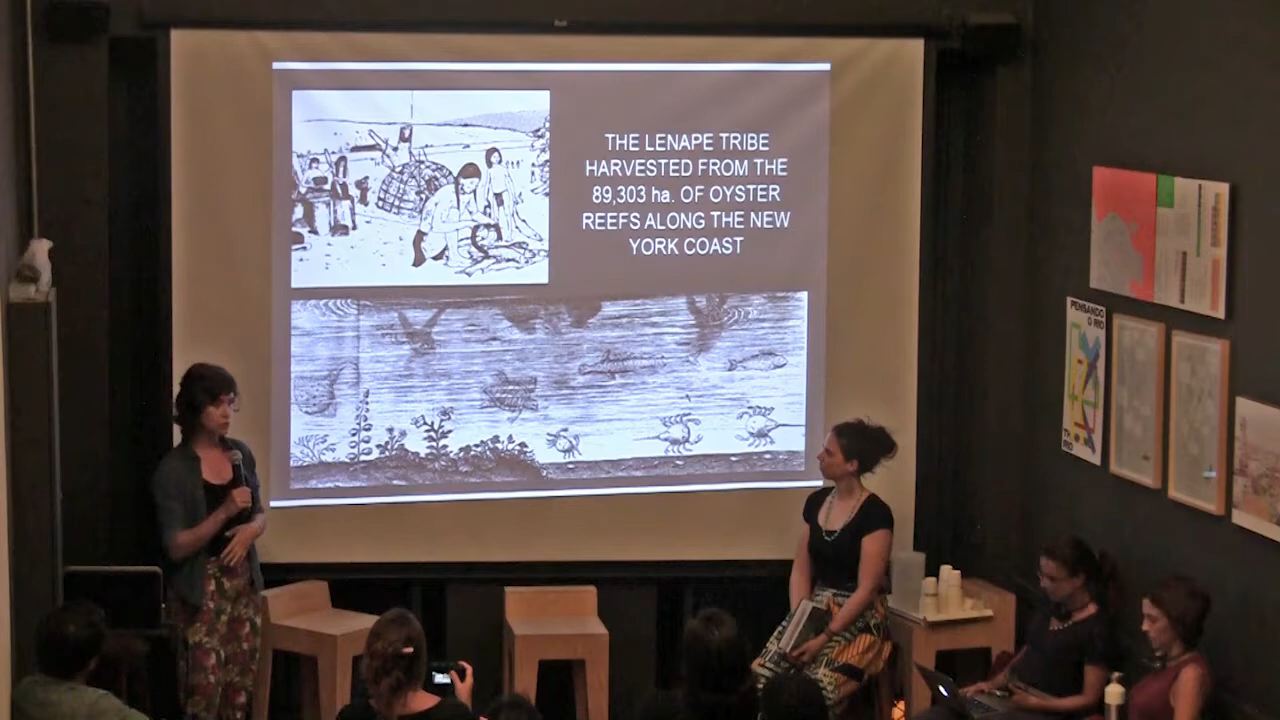 THE LENAPE TRIBE
HARVESTED FROM THE
89,303 ha. OF OYSTER
REEFS ALONG THE NEW
YORK COAST
PENSANDO
O RIO